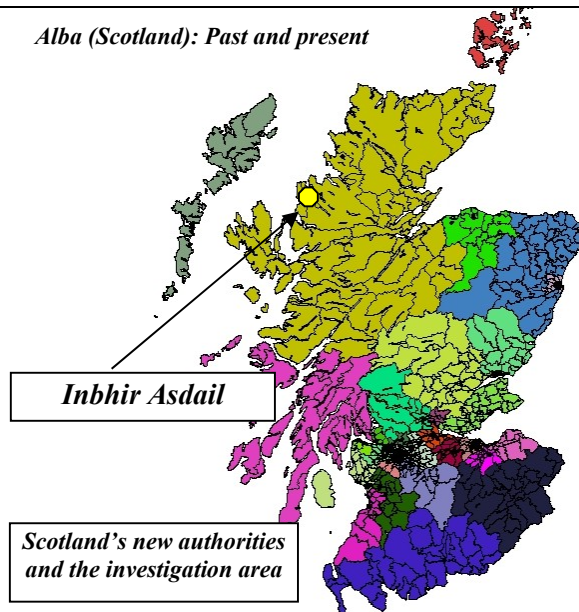 Alba (Scotland): Past and present
Inbhir Asdail
Scotland's new authorities
and the investigation area